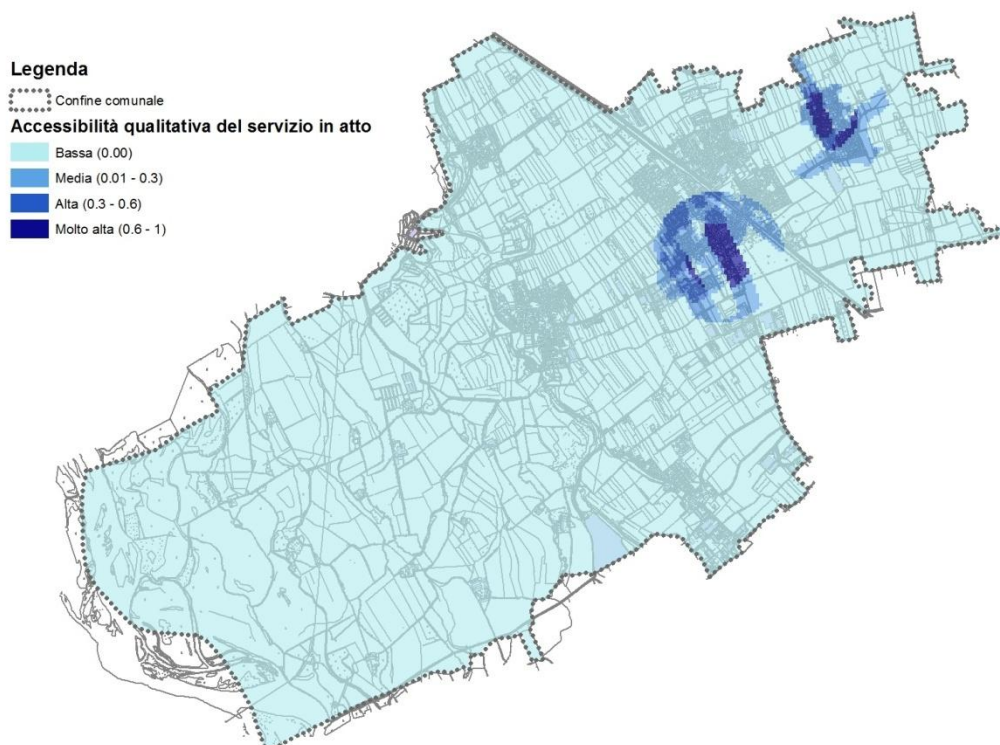 Legenda
Confine comunale
Accessibilità qualitativa del servizio in atto
Bassa (0.00)
Media (0.01 - 0.3)
Alta (0.3 - 0.6)
Molto alta (0.6 - 1)